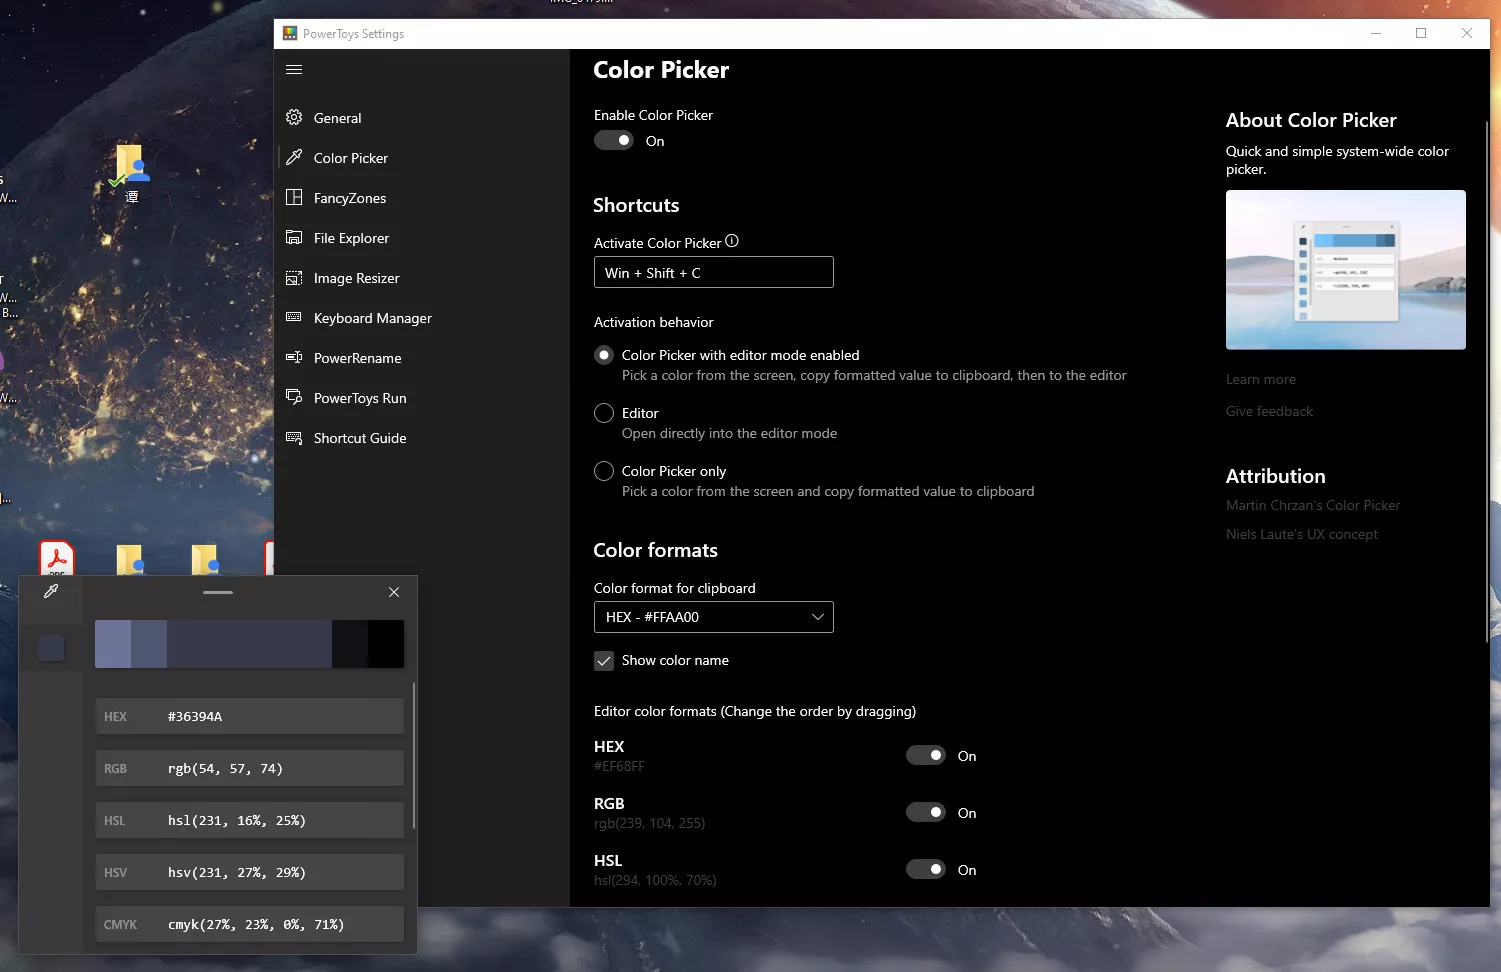 PowerToys Settings
General
Color Picker
FancyZones
File Explorer
Image Resizer
Keyboard Manager
PowerRename
PowerToys Run
Shortcut Guide
Color Picker
Enable Color Picker
On
Shortcuts
Activate Color Picker
Win + Shift + C
Activation behavior
Color Picker with editor mode enabled
Pick a color from the screen, copy formatted value to clipboard, then to the editor
Editor
Open directly into the editor mode
Color Picker only
Pick a color from the screen and copy formatted value to clipboard
Color formats
Color format for clipboard
HEX - #FFAA00
Show color name
Editor color formats (Change the order by dragging)
HEX
#EF68FF
On
RGB
rgb(239, 104, 255)
On
HSL
hsl(294, 100%, 70%)
On
About Color Picker
Quick and simple system-wide color
picker.
Learn more
Give feedback
Attribution
Martin Chrzan's Color Picker
Niels Laute's UX concept
谭
W...
W...
B...
W...
HEX #36394A
RGB rgb(54, 57, 74)
HSL hsl(231, 16%, 25%)
HSV hsv(231, 27%, 29%)
CMYK cmyk(27%, 23%, 0%, 71%)